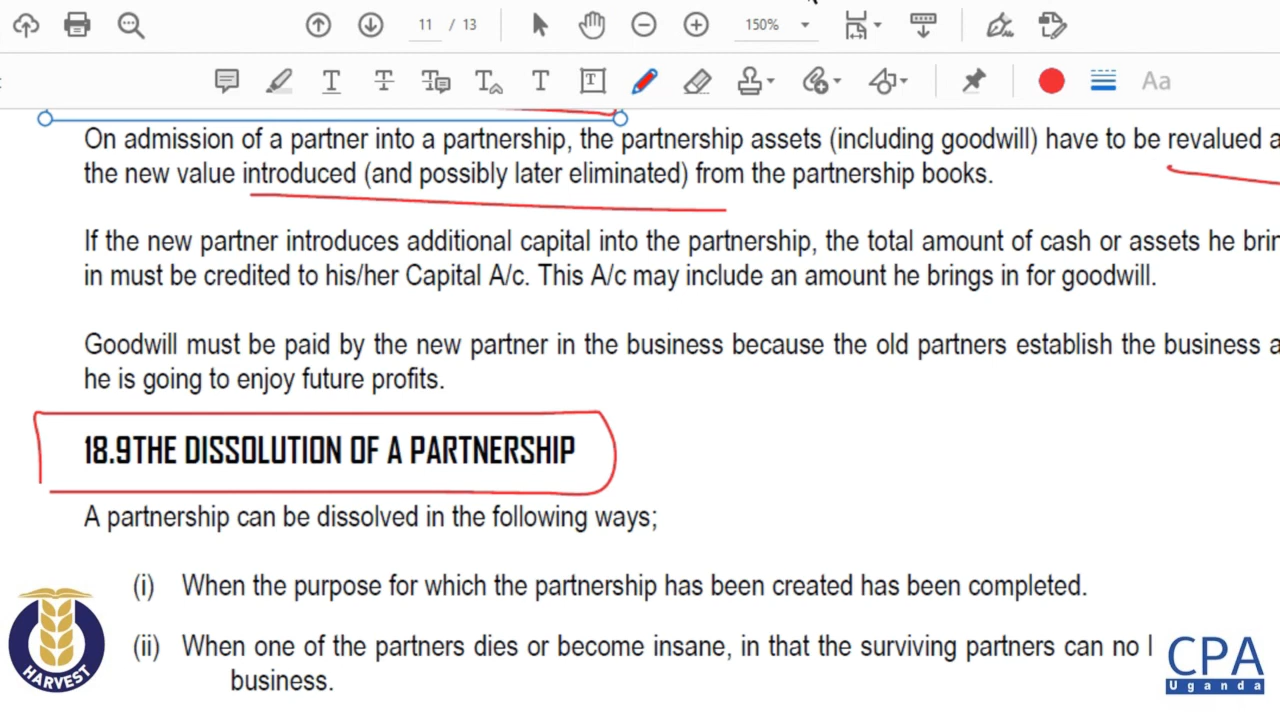 11 / 13
150%
T T T T T T
Aa
On admission of a partner into a partnership, the partnership assets (including goodwill) have to be revalued a
the new value introduced (and possibly later eliminated) from the partnership books.
If the new partner introduces additional capital into the partnership, the total amount of cash or assets he brin
in must be credited to his/her Capital A/c. This A/c may include an amount he brings in for goodwill.
Goodwill must be paid by the new partner in the business because the old partners establish the business a
he is going to enjoy future profits.
18.9THE DISSOLUTION OF A PARTNERSHIP
A partnership can be dissolved in the following ways;
(i) When the purpose for which the partnership has been created has been completed.
(ii) When one of the partners dies or become insane, in that the surviving partners can no l
business.
HARVEST
CPA
Uganda